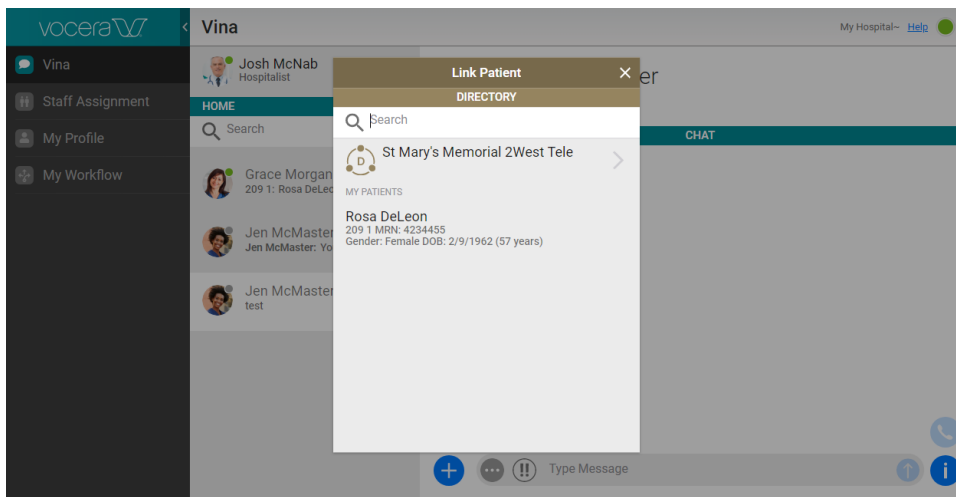 vocera
Vina
My Hospital~ Help
Vina
Staff Assignment
My Profile
My Workflow
Josh McNab
Hospitalist
HOME
Search
Grace Morgan
209 1: Rosa DeLeo
Jen McMaster
Jen McMaster: Yo
Jen McMaster
test
Link Patient
DIRECTORY
Search
D
St Mary's Memorial 2West Tele
MY PATIENTS
Rosa DeLeon
209 1 MRN: 4234455
Gender: Female DOB: 2/9/1962 (57 years)
er
CHAT
Type Message